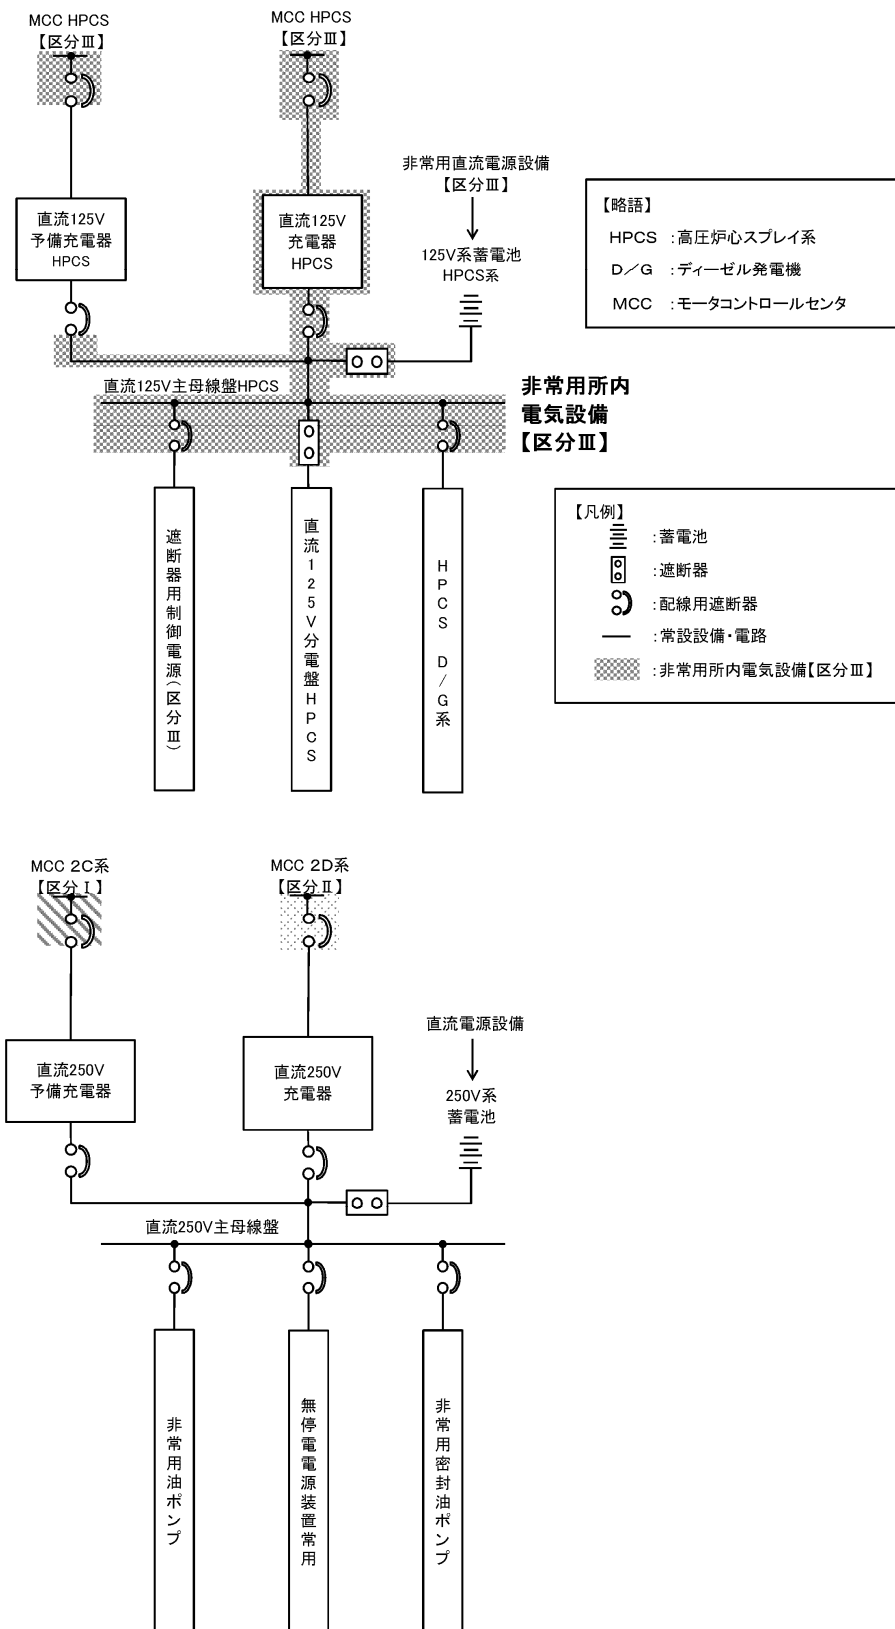 MCC HPCS
【区分Ⅲ】
MCC HPCS
【区分Ⅲ】
非常用直流電源設備
【区分Ⅲ】
直流125V
予備充電器
HPCS
直流125V
充電器
HPCS
125V系蓄電池
HPCS系
【略語】
HPCS :高圧炉心スプレイ系
D/G :ディーゼル発電機
MCC :モータコントロールセンタ
直流125V主母線盤HPCS
非常用所内
電気設備
【区分Ⅲ】
遮断器用制御電源(区分Ⅲ)
直流125V分電盤HPCS
HPCS D/G系
【凡例】
:蓄電池
:遮断器
:配線用遮断器
:常設設備・電路
:非常用所内電気設備【区分Ⅲ】
MCC 2C系
【区分Ⅰ】
MCC 2D系
【区分Ⅱ】
直流250V
予備充電器
直流250V
充電器
直流電源設備
250V系
蓄電池
直流250V主母線盤
非常用油ポンプ
無停電電源装置常用
非常用密封油ポンプ